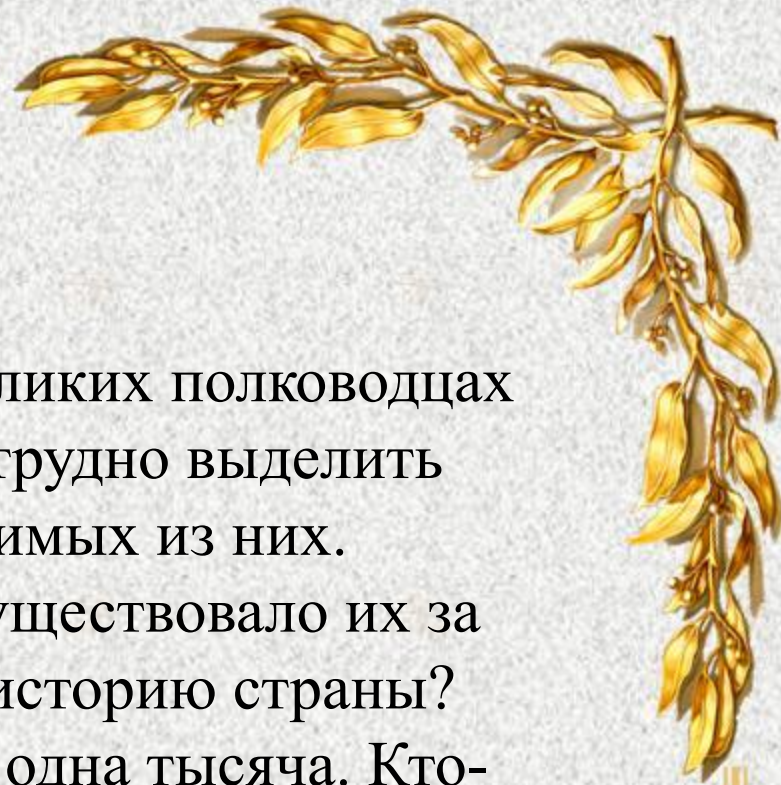 ликих полководцах
трудно выделить
имых из них.
уществовало их за
историю страны?
одна тысяча. Кто-